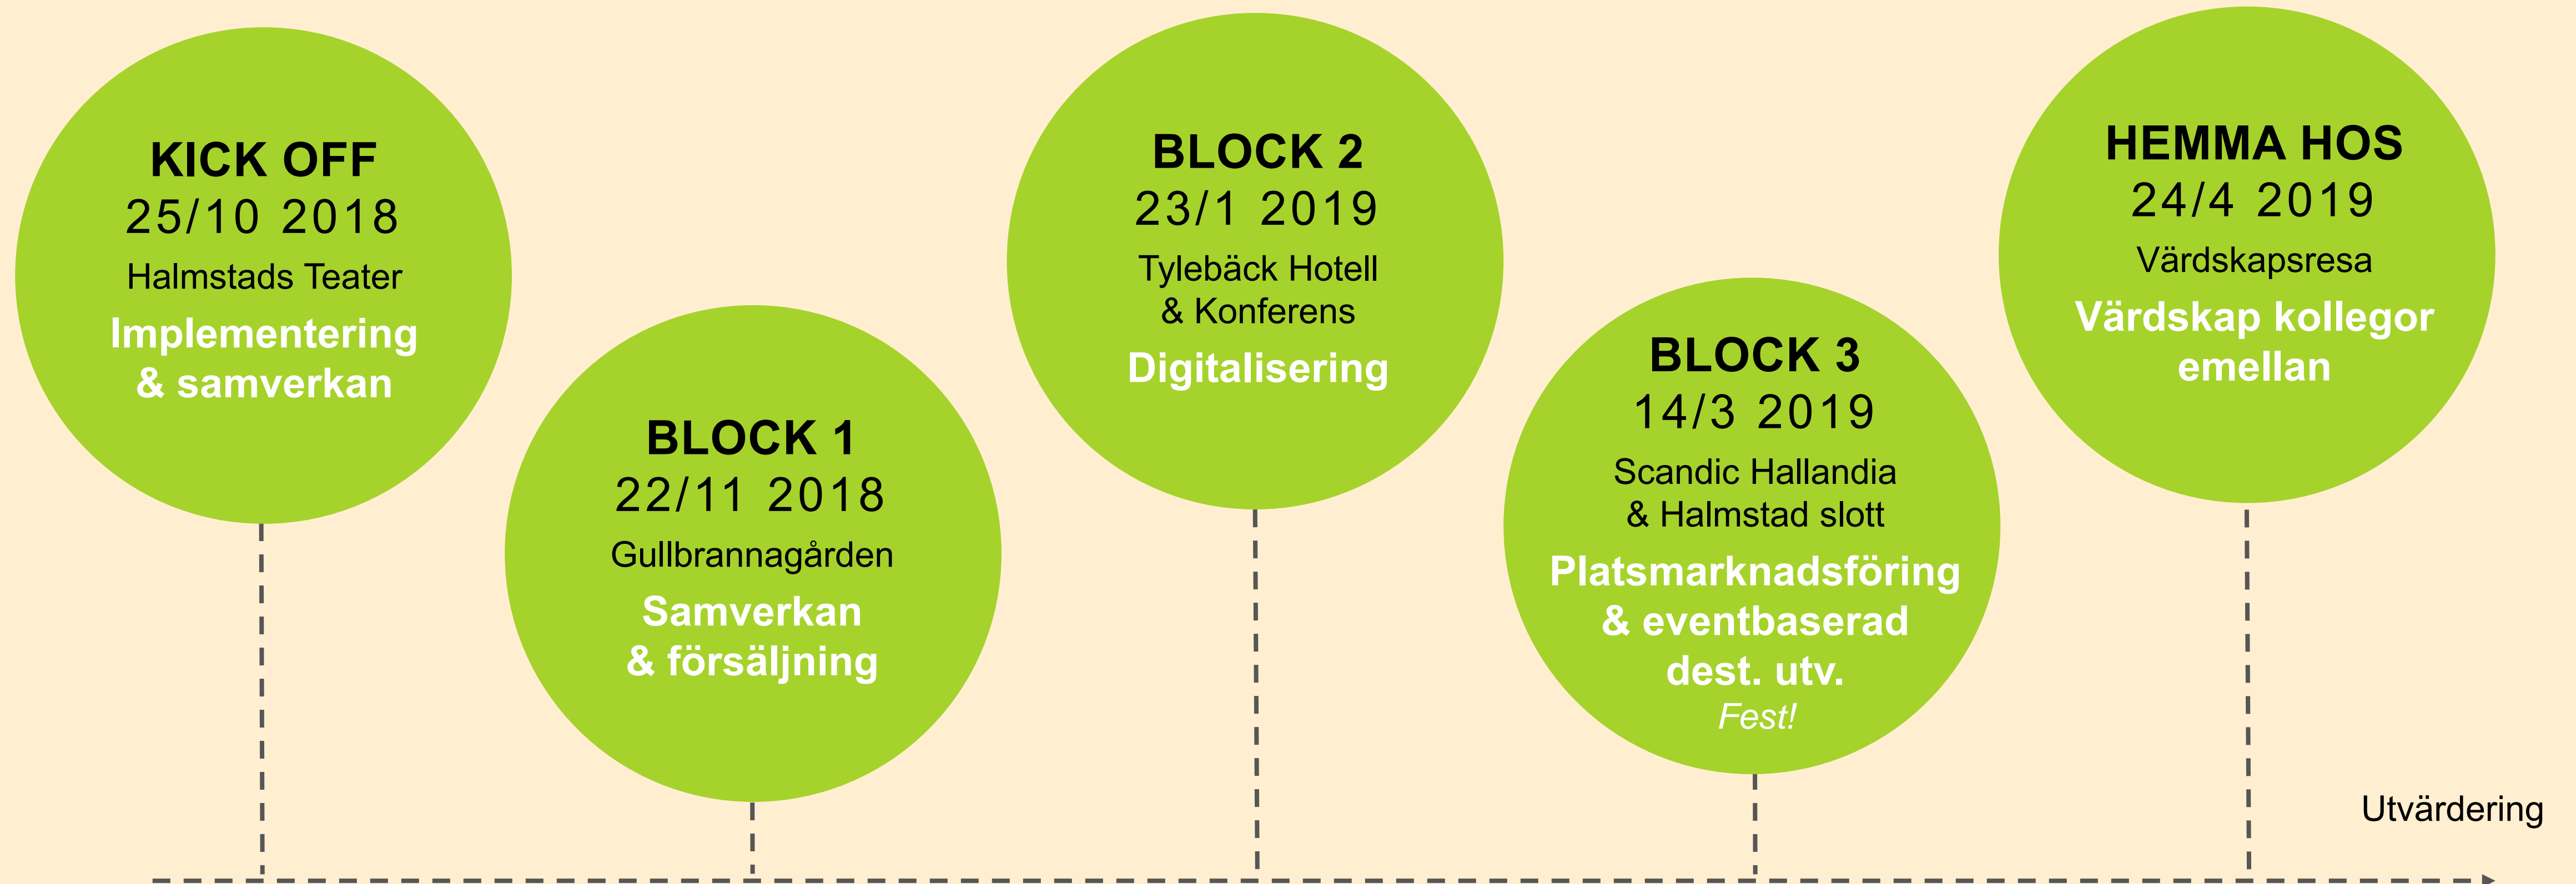 KICK OFF
25/10 2018
Halmstads Teater
Implementering
& samverkan
BLOCK 1
22/11 2018
Gullbrannagården
Samverkan
& försäljning
BLOCK 2
23/1 2019
Tylebäck Hotell
& Konferens
Digitalisering
BLOCK 3
14/3 2019
Scandic Hallandia
& Halmstad slott
Platsmarknadsföring
& eventbaserad
dest. utv.
Fest!
HEMMA HOS
24/4 2019
Värdskapsresa
Värdskap kollegor
emellan
Utvärdering